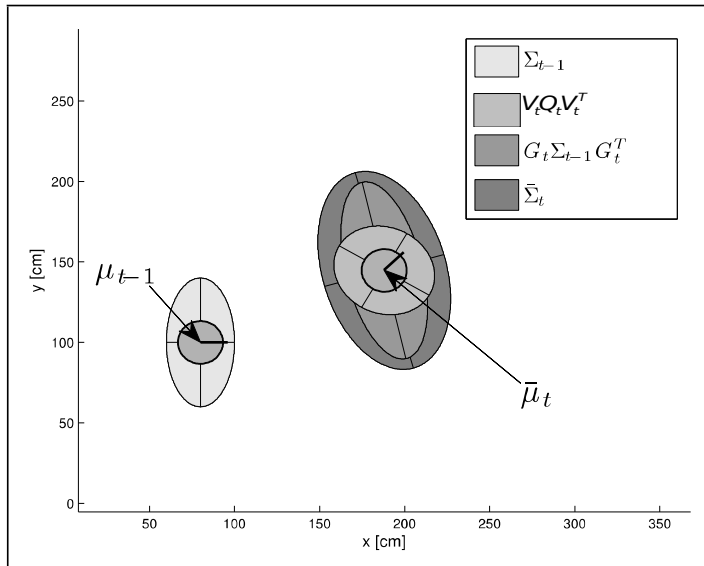 Σ_{t−1}
V_tQ_tV_t^T
G_tΣ_{t−1}G_t^T
Σ̄_t
250
200
150
100
50
0
y [cm]
μ_{t−1}
μ̄_t
50 100 150 200 250 300 350
x [cm]